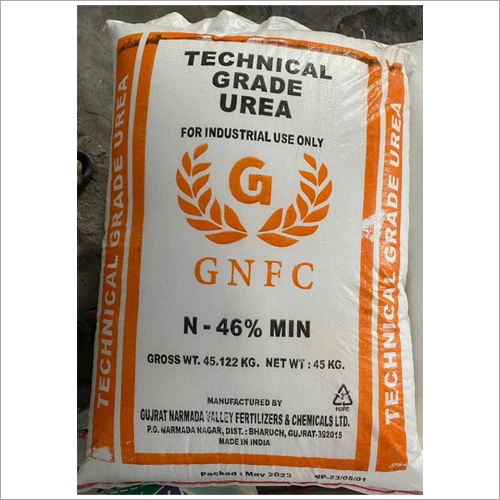 TECHNICAL
GRADE
UREA
FOR INDUSTRIAL USE ONLY
G
GNFC
N - 46% MIN
GROSS WT. 45.122 KG. NET WT : 45 KG.
HDPE
MANUFACTURED BY
GUJRAT NARMADA VALLEY FERTILIZERS & CHEMICALS LTD.
P.O. NARMADA NAGAR, DIST. : BHARUCH, GUJRAT-392015
MADE IN INDIA
Packed : May 2023
TECHNICAL GRADE UREA
TECHNICAL GRADE UREA